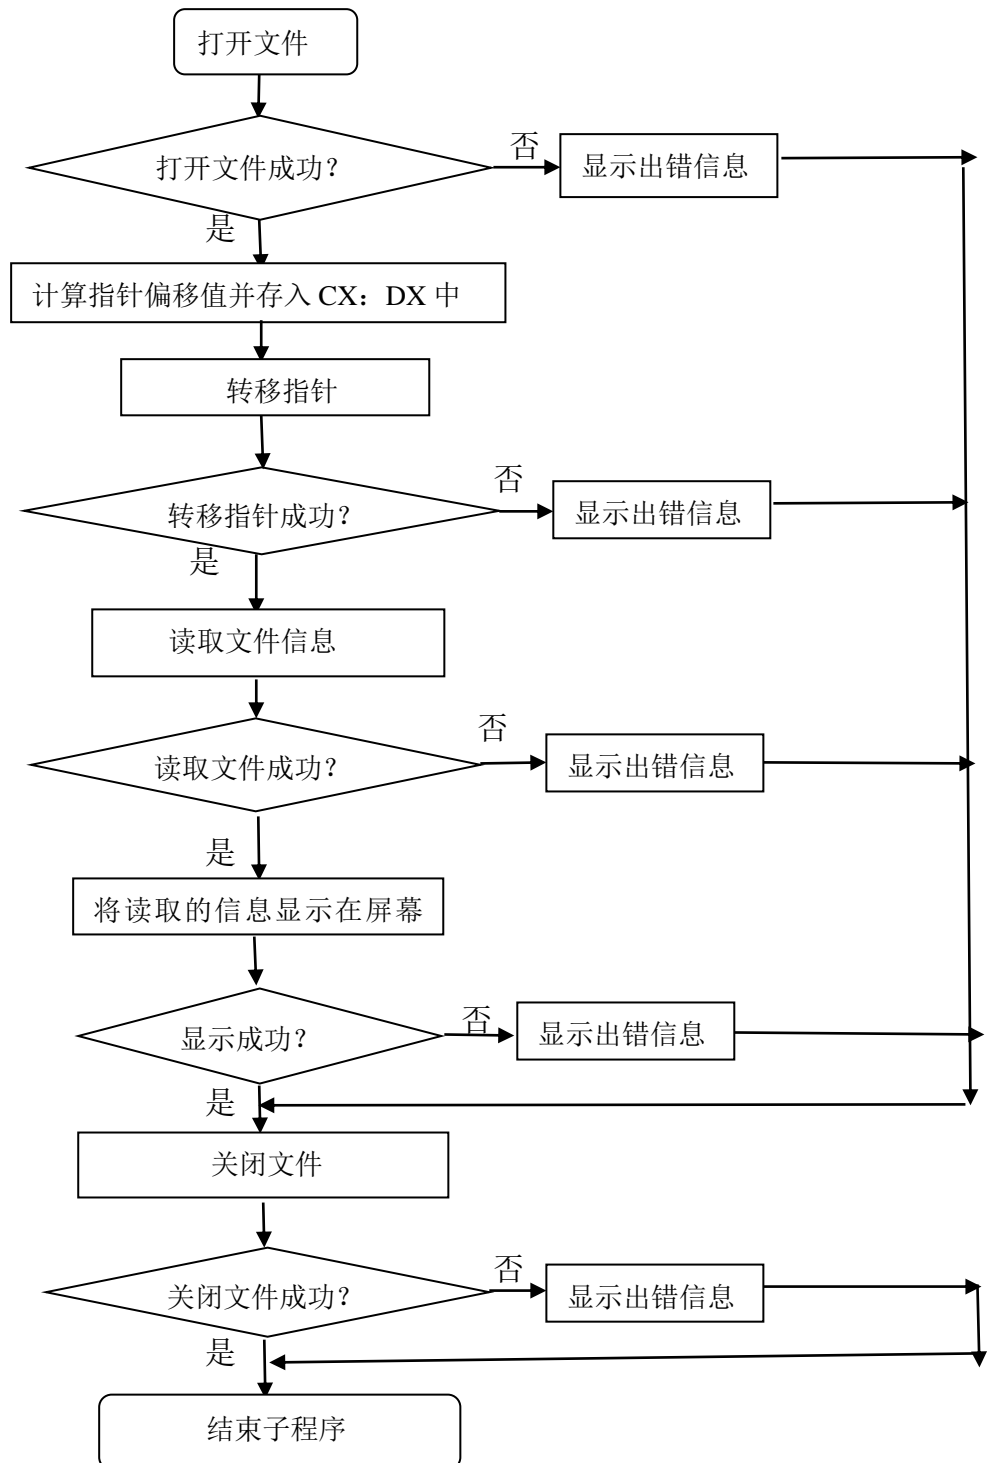 打开文件
打开文件成功？
否
显示出错信息
是
计算指针偏移值并存入 CX：DX 中
转移指针
转移指针成功？
否
显示出错信息
是
读取文件信息
读取文件成功？
否
显示出错信息
是
将读取的信息显示在屏幕
显示成功？
否
显示出错信息
是
关闭文件
关闭文件成功？
否
显示出错信息
是
结束子程序